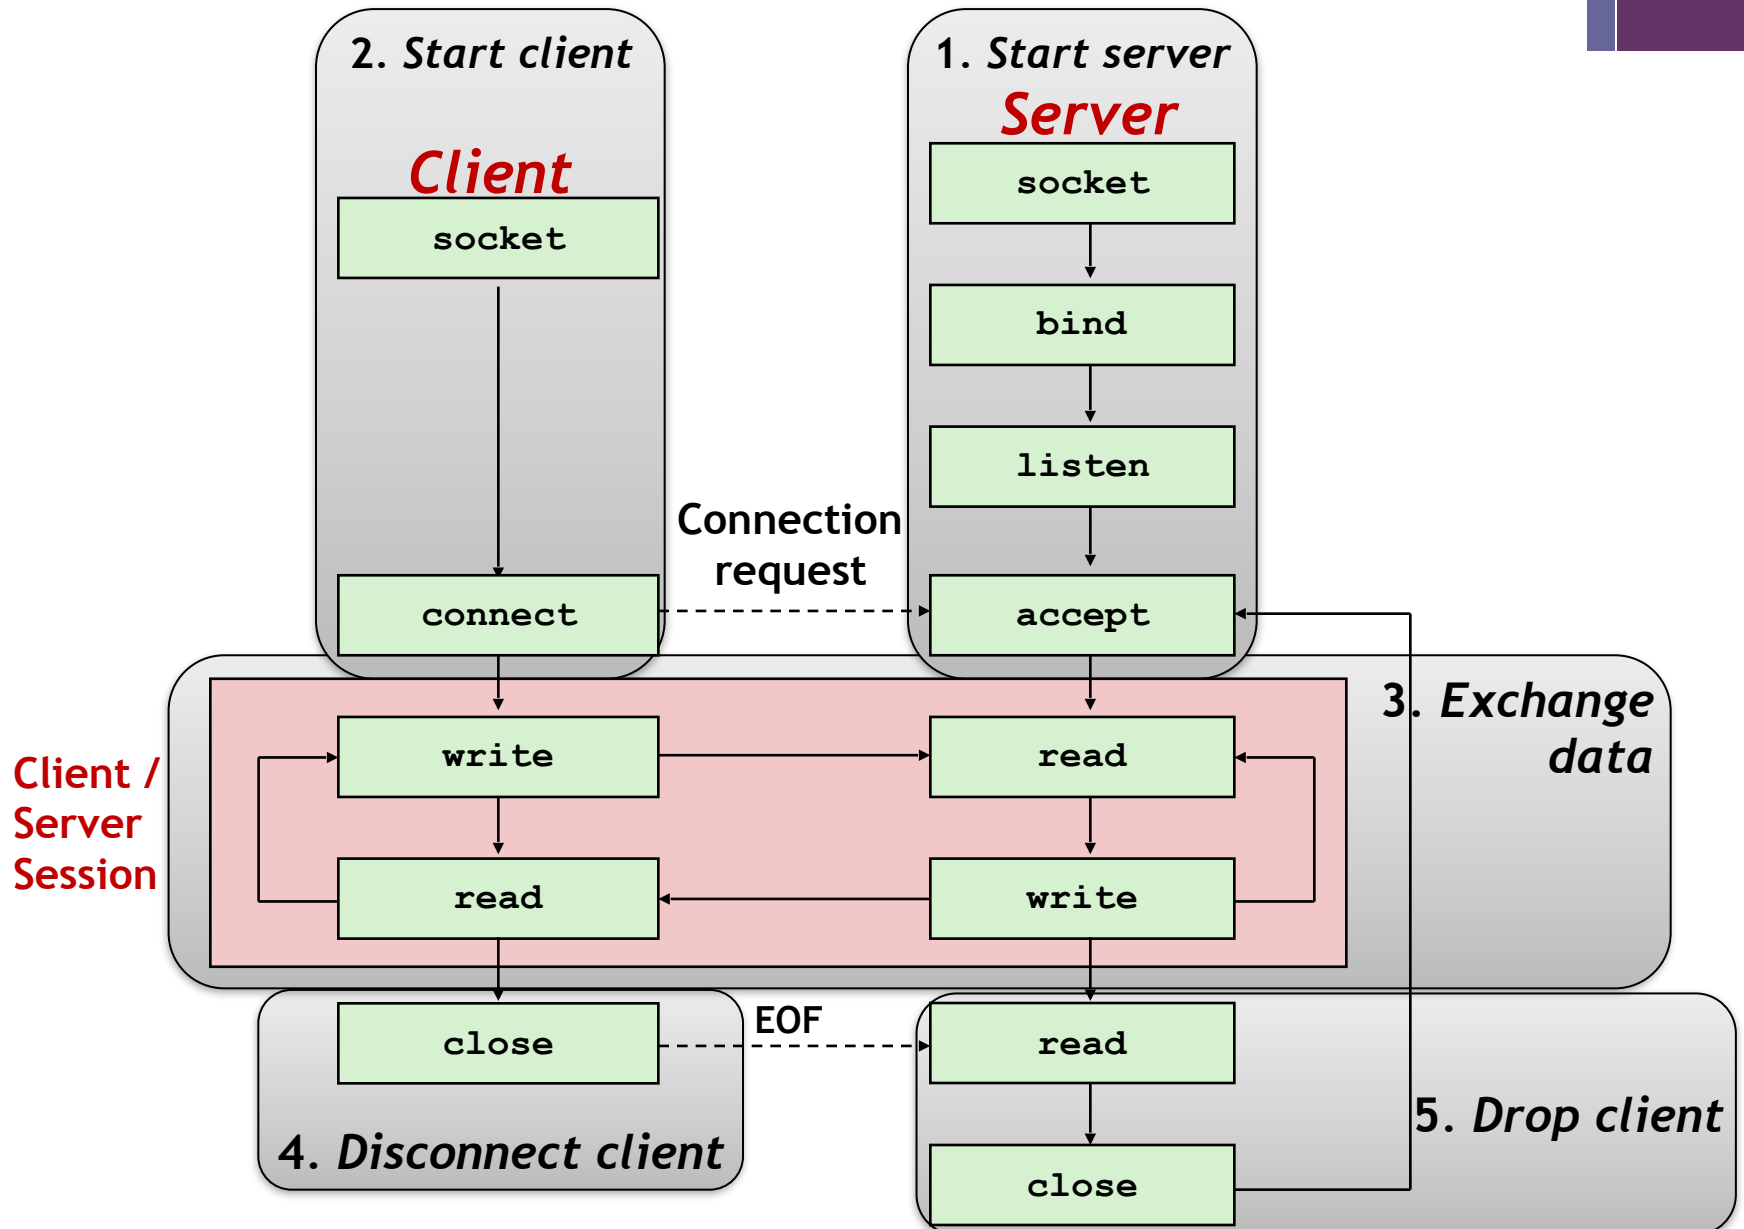 2. Start client
Client
socket
connect
1. Start server
Server
socket
bind
listen
accept
Connection
request
3. Exchange
data
Client /
Server
Session
write
read
read
write
close
4. Disconnect client
EOF
read
close
5. Drop client